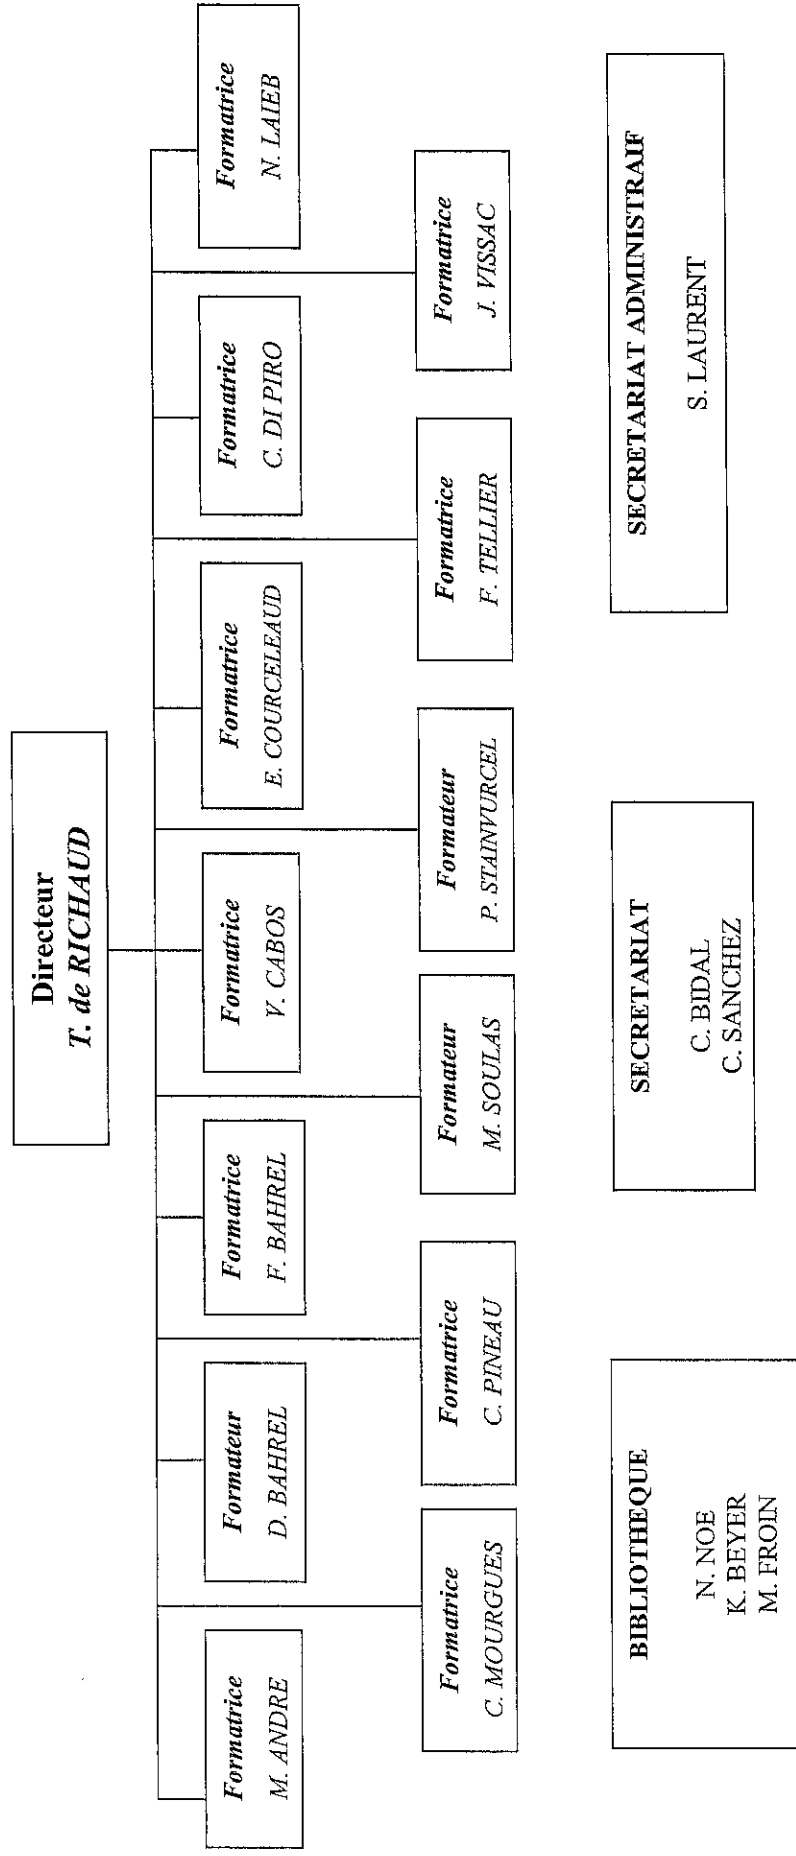 Directeur
T. de RICHAUD
Formatrice
M. ANDRE
Formateur
D. BAHREL
Formatrice
F. BAHREL
Formatrice
V. CABOS
Formatrice
E. COURCELEAUD
Formatrice
C. DI PIRO
Formatrice
N. LAIEB
Formatrice
C. MOURGUES
Formatrice
C. PINEAU
Formateur
M. SOULAS
Formateur
P. STAINVURCEL
Formatrice
F. TELLIER
Formatrice
J. VISSAC
BIBLIOTHEQUE
N. NOE
K. BEYER
M. FROIN
SECRETARIAT
C. BIDAL
C. SANCHEZ
SECRETARIAT ADMINISTRAIF
S. LAURENT